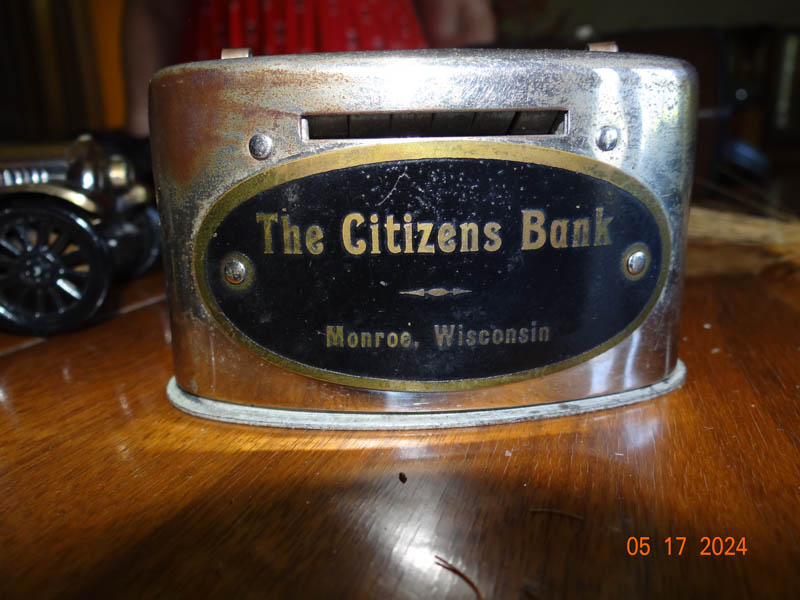 The Citizens Bank
Monroe, Wisconsin
05 17 2024